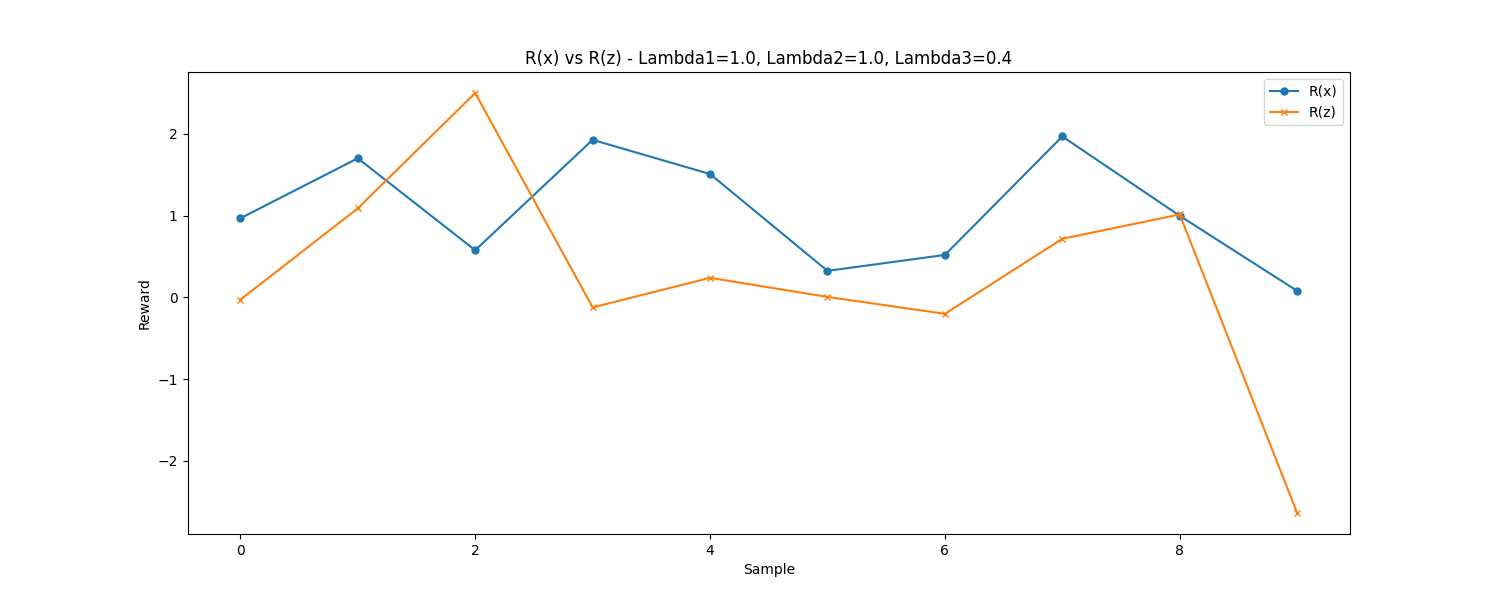 R(x) vs R(z) - Lambda1=1.0, Lambda2=1.0, Lambda3=0.4
R(x)
R(z)
Reward
2
1
0
−1
−2
0 2 4 6 8
Sample